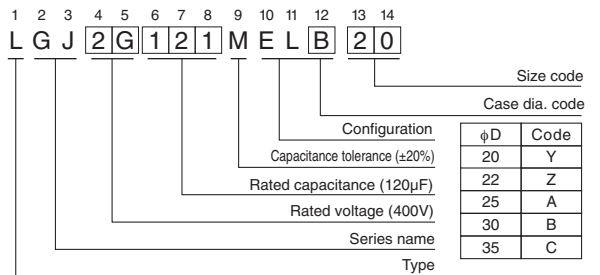 1 2 3 4 5 6 7 8 9 10 11 12 13 14
L G J 2 G 1 2 1 M E L B 2 0
Size code
Case dia. code
Configuration
Capacitance tolerance (±20%)
Rated capacitance (120µF)
Rated voltage (400V)
Series name
Type
ϕD Code
20 Y
22 Z
25 A
30 B
35 C